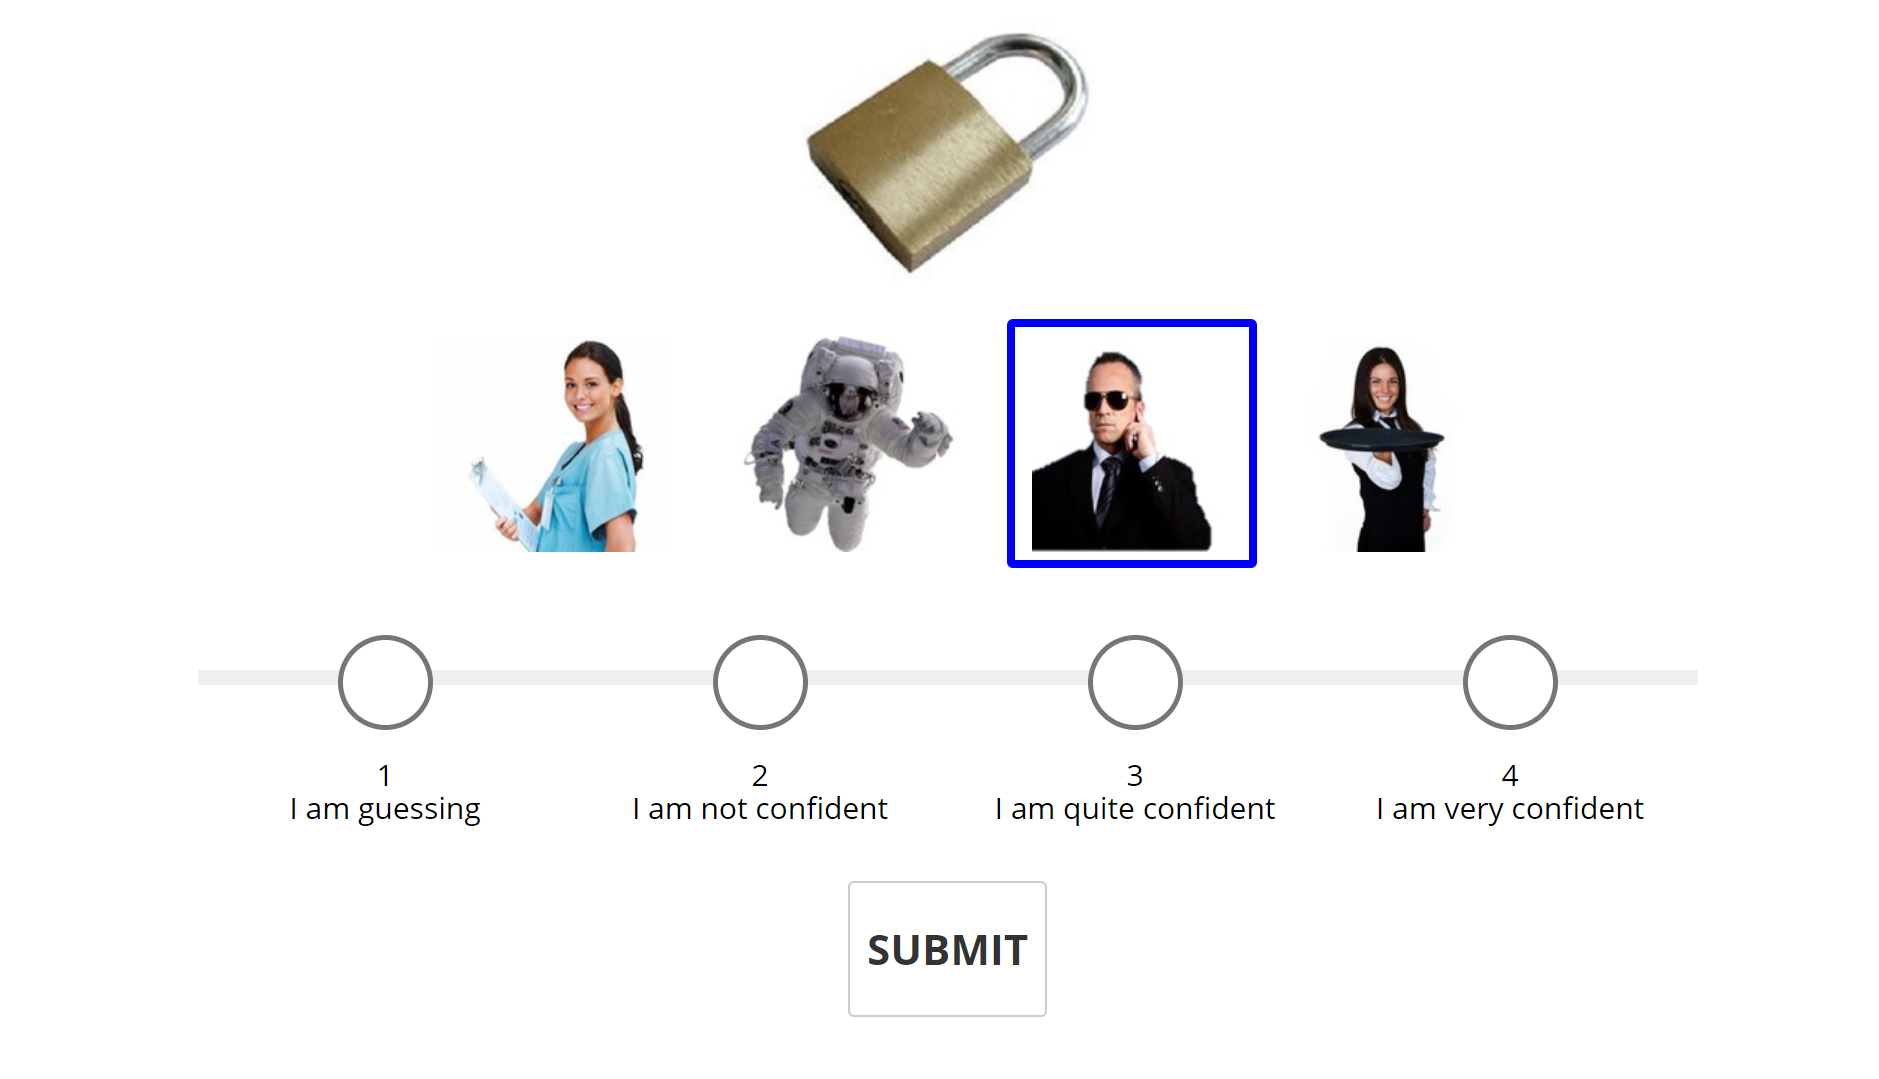 1
I am guessing
2
I am not confident
3
I am quite confident
4
I am very confident
SUBMIT